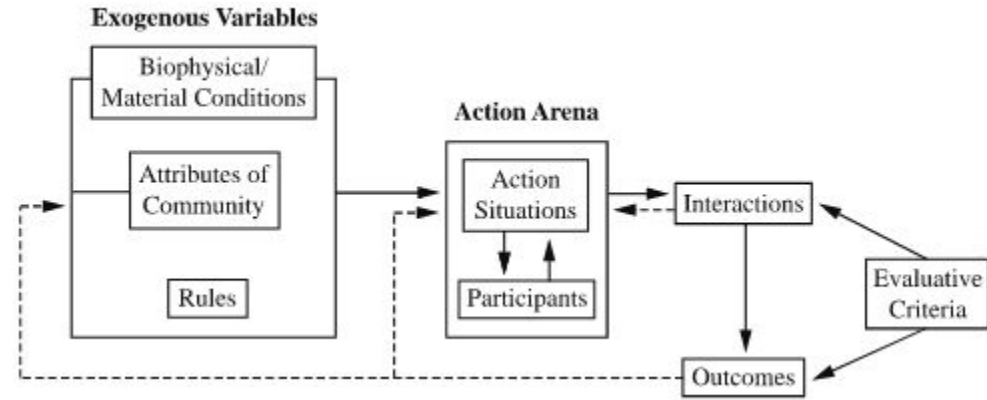 Exogenous Variables
Biophysical/
Material Conditions
Attributes of
Community
Rules
Action Arena
Action
Situations
Participants
Interactions
Outcomes
Evaluative
Criteria